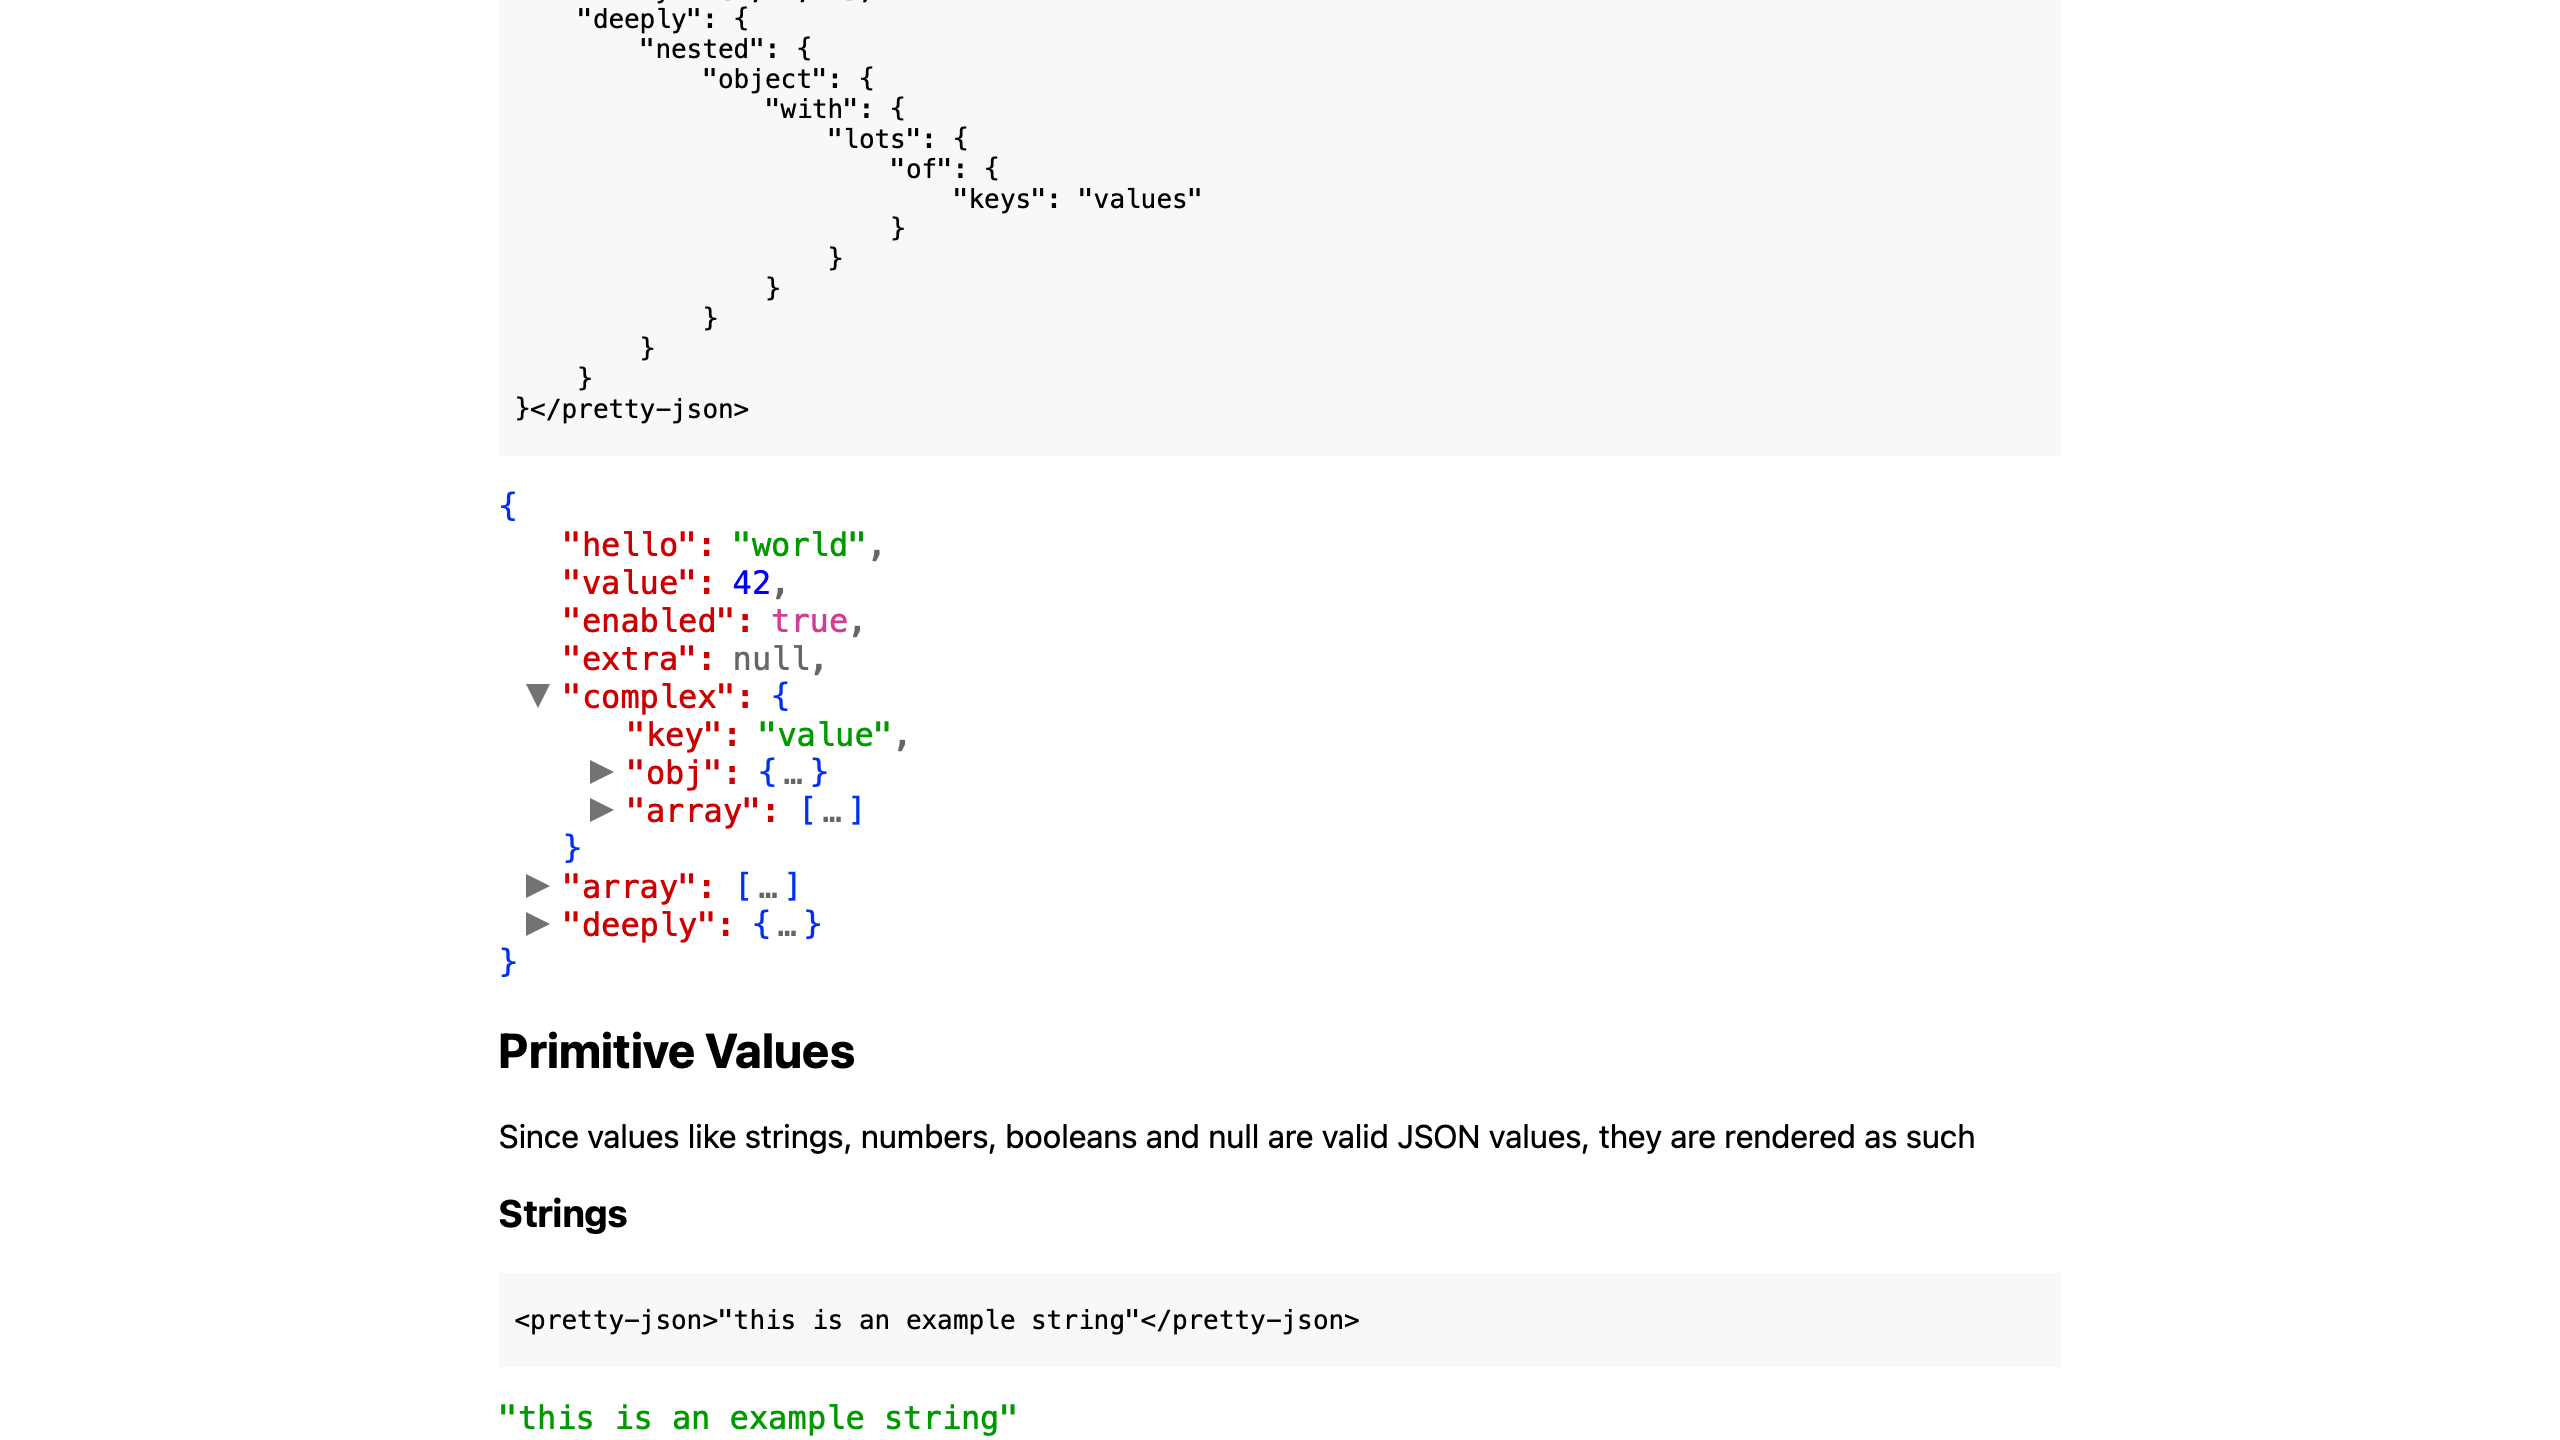 "deeply": {
"nested": {
"object": {
"with": {
"lots": {
"of": {
"keys": "values"
}
}
}
}
}
}
}</pretty-json>
{
"hello": "world",
"value": 42,
"enabled": true,
"extra": null,
▼ "complex": {
"key": "value",
▶ "obj": {…}
▶ "array": […]
}
▶ "array": […]
▶ "deeply": {…}
}
Primitive Values
Since values like strings, numbers, booleans and null are valid JSON values, they are rendered as such
Strings
<pretty-json>"this is an example string"</pretty-json>
"this is an example string"